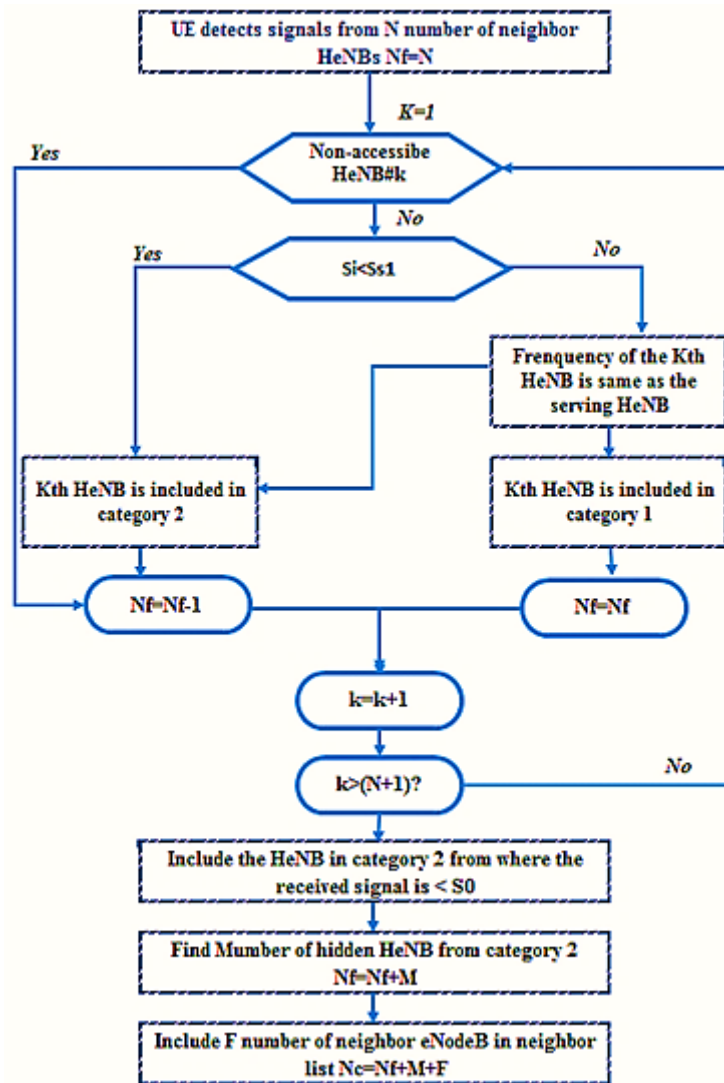 UE detects signals from N number of neighbor
HeNBs Nf=N
K=1
Yes
Non-accessibe
HeNB#k
No
Yes
Si<Ss1
No
Frenquency of the Kth
HeNB is same as the
serving HeNB
Kth HeNB is included in
category 2
Kth HeNB is included in
category 1
Nf=Nf-1
Nf=Nf
k=k+1
k>(N+1)?
No
Include the HeNB in category 2 from where the
received signal is < S0
Find Mumber of hidden HeNB from category 2
Nf=Nf+M
Include F number of neighbor eNodeB in neighbor
list Nc=Nf+M+F